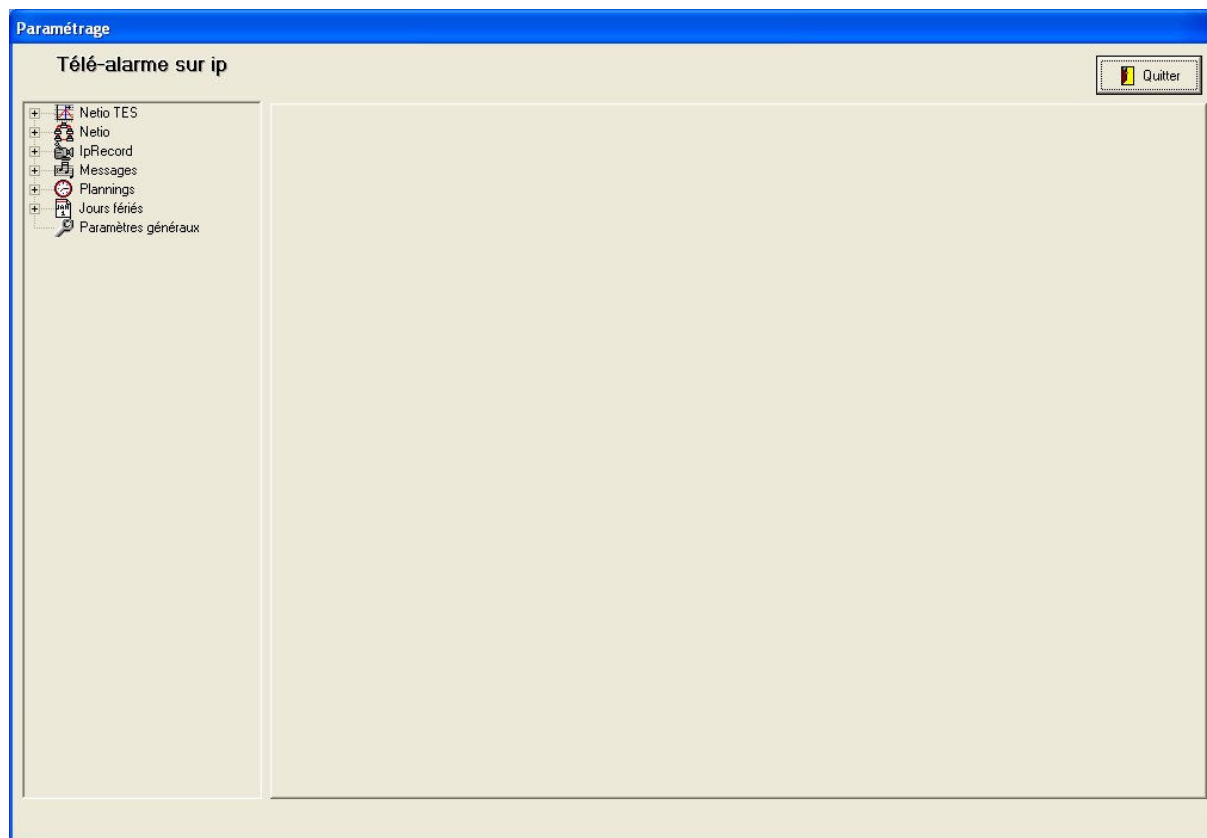 Paramétrage
Télé-alarme sur ip
Quitter
Netio TES
Netio
IpRecord
Messages
Plannings
Jours fériés
Paramètres généraux